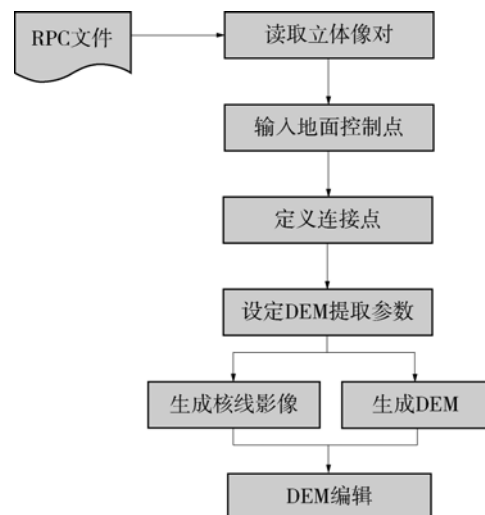 RPC文件
读取立体像对
输入地面控制点
定义连接点
设定DEM提取参数
生成核线影像
生成DEM
DEM编辑